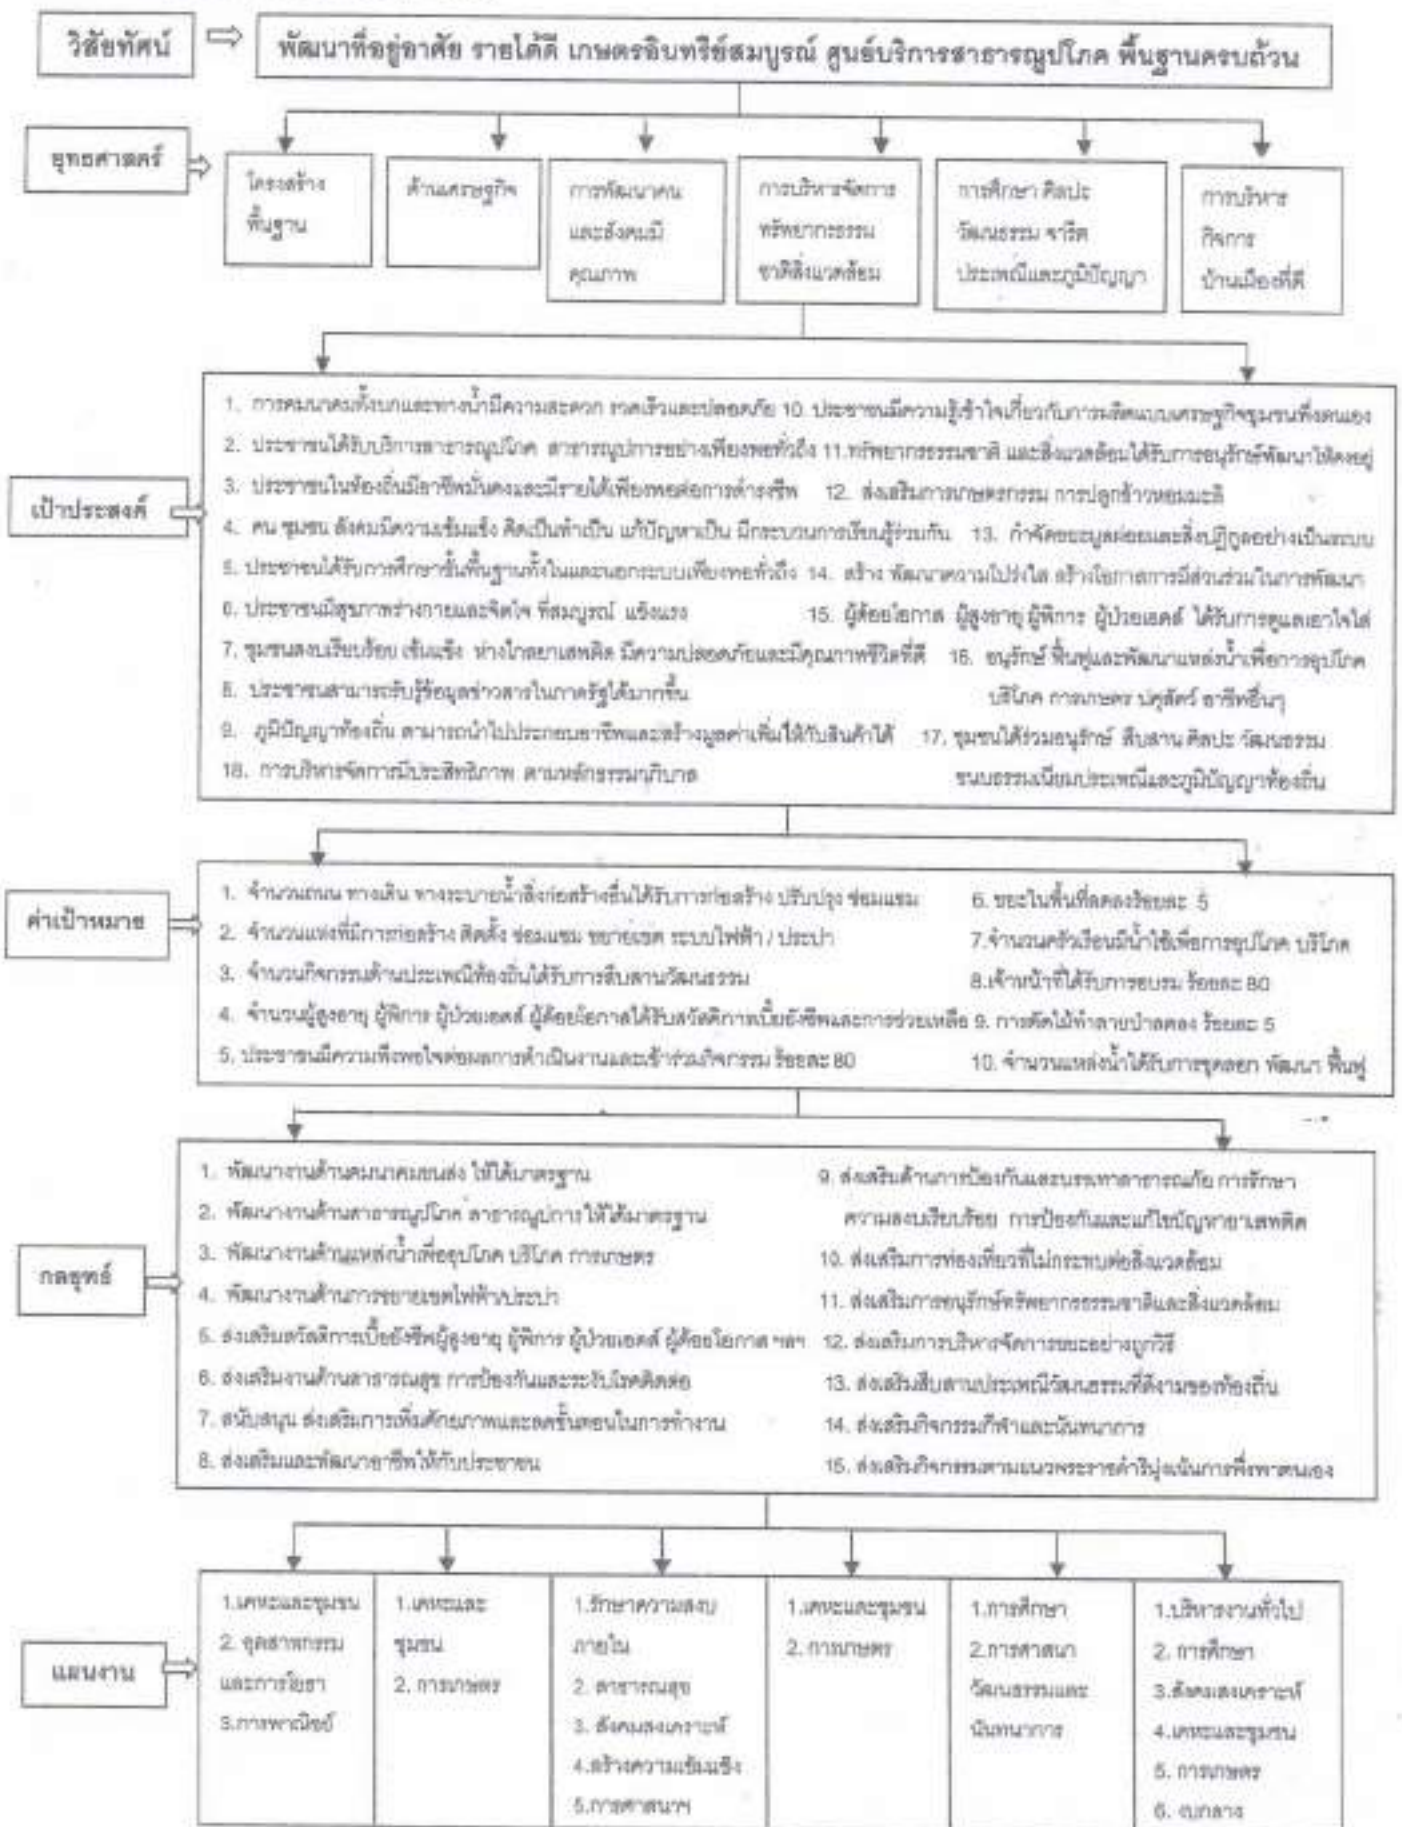 วิสัยทัศน์
พัฒนาที่อยู่อาศัย รายได้ดี เกษตรอินทรีย์สมบูรณ์ ศูนย์บริการสาธารณูปโภค พื้นฐานครบถ้วน
ยุทธศาสตร์
โครงสร้าง
พื้นฐาน
ด้านเศรษฐกิจ
การพัฒนาคน
และสังคมมี
คุณภาพ
การบริหารจัดการ
ทรัพยากรธรรม
ชาติสิ่งแวดล้อม
การศึกษา ศิลปะ
วัฒนธรรม จารีต
ประเพณีและภูมิปัญญา
การบริหาร
กิจการ
บ้านเมืองที่ดี
เป้าประสงค์
1. การคมนาคมทั้งบกและทางน้ำมีความสะดวก รวดเร็วและปลอดภัย 10. ประชาชนมีความรู้เข้าใจเกี่ยวกับการผลิตแบบเศรษฐกิจชุมชนพึ่งตนเอง
2. ประชาชนได้รับบริการสาธารณูปโภค สาธารณูปการอย่างเพียงพอทั่วถึง 11.ทรัพยากรธรรมชาติ และสิ่งแวดล้อมได้รับการอนุรักษ์พัฒนาให้คงอยู่
3. ประชาชนในท้องถิ่นมีอาชีพมั่นคงและมีรายได้เพียงพอต่อการดำรงชีพ 12. ส่งเสริมการเกษตรกรรม การปลูกข้าวหอมมะลิ
4. คน ชุมชน สังคมมีความเข้มแข็ง คิดเป็นทำเป็น แก้ปัญหาเป็น มีกระบวนการเรียนรู้ร่วมกัน 13. กำจัดขยะมูลฝอยและสิ่งปฏิกูลอย่างเป็นระบบ
5. ประชาชนได้รับการศึกษาขั้นพื้นฐานทั้งในและนอกระบบเพียงพอทั่วถึง 14. สร้าง พัฒนาความโปร่งใส สร้างโอกาสการมีส่วนร่วมในการพัฒนา
6. ประชาชนมีสุขภาพร่างกายและจิตใจ ที่สมบูรณ์ แข็งแรง 15. ผู้ด้อยโอกาส ผู้สูงอายุ ผู้พิการ ผู้ป่วยเอดส์ ได้รับการดูแลเอาใจใส่
7. ชุมชนสงบเรียบร้อย เข้มแข็ง ห่างไกลยาเสพติด มีความปลอดภัยและมีคุณภาพชีวิตที่ดี 16. อนุรักษ์ ฟื้นฟูและพัฒนาแหล่งน้ำเพื่อการอุปโภค
8. ประชาชนสามารถรับรู้ข้อมูลข่าวสารในภาครัฐได้มากขึ้น บริโภค การเกษตร ปศุสัตว์ อาชีพอื่นๆ
9. ภูมิปัญญาท้องถิ่น สามารถนำไปประกอบอาชีพและสร้างมูลค่าเพิ่มให้กับสินค้าได้ 17. ชุมชนได้ร่วมอนุรักษ์ สืบสาน ศิลปะ วัฒนธรรม
18. การบริหารจัดการมีประสิทธิภาพ ตามหลักธรรมาภิบาล ขนบธรรมเนียมประเพณีและภูมิปัญญาท้องถิ่น
ค่าเป้าหมาย
1. จำนวนถนน ทางเดิน ทางระบายน้ำสิ่งก่อสร้างอื่นได้รับการก่อสร้าง ปรับปรุง ซ่อมแซม 6. ขยะในพื้นที่ลดลงร้อยละ 5
2. จำนวนแห่งที่มีการก่อสร้าง ติดตั้ง ซ่อมแซม ขยายเขต ระบบไฟฟ้า / ประปา 7.จำนวนครัวเรือนมีน้ำใช้เพื่อการอุปโภค บริโภค
3. จำนวนกิจกรรมด้านประเพณีท้องถิ่นได้รับการสืบสานวัฒนธรรม 8.เจ้าหน้าที่ได้รับการอบรม ร้อยละ 80
4. จำนวนผู้สูงอายุ ผู้พิการ ผู้ป่วยเอดส์ ผู้ด้อยโอกาสได้รับสวัสดิการเบี้ยยังชีพและการช่วยเหลือ 9. การตัดไม้ทำลายป่าลดลง ร้อยละ 5
5. ประชาชนมีความพึงพอใจต่อผลการดำเนินงานและเข้าร่วมกิจกรรม ร้อยละ 80 10. จำนวนแหล่งน้ำได้รับการขุดลอก พัฒนา ฟื้นฟู
กลยุทธ์
1. พัฒนางานด้านคมนาคมขนส่ง ให้ได้มาตรฐาน
2. พัฒนางานด้านสาธารณูปโภค สาธารณูปการ ให้ได้มาตรฐาน
3. พัฒนางานด้านแหล่งน้ำเพื่ออุปโภค บริโภค การเกษตร
4. พัฒนางานด้านการขยายเขตไฟฟ้า/ประปา
5. ส่งเสริมสวัสดิการเบี้ยยังชีพผู้สูงอายุ ผู้พิการ ผู้ป่วยเอดส์ ผู้ด้อยโอกาส ฯลฯ
6. ส่งเสริมงานด้านสาธารณสุข การป้องกันและระงับโรคติดต่อ
7. สนับสนุน ส่งเสริมการเพิ่มศักยภาพและลดขั้นตอนในการทำงาน
8. ส่งเสริมและพัฒนาอาชีพให้กับประชาชน
9. ส่งเสริมด้านการป้องกันและบรรเทาสาธารณภัย การรักษา
ความสงบเรียบร้อย การป้องกันและแก้ไขปัญหายาเสพติด
10. ส่งเสริมการท่องเที่ยวที่ไม่กระทบต่อสิ่งแวดล้อม
11. ส่งเสริมการอนุรักษ์ทรัพยากรธรรมชาติและสิ่งแวดล้อม
12. ส่งเสริมการบริหารจัดการขยะอย่างถูกวิธี
13. ส่งเสริมสืบสานประเพณีวัฒนธรรมที่ดีงามของท้องถิ่น
14. ส่งเสริมกิจกรรมกีฬาและนันทนาการ
15. ส่งเสริมกิจกรรมตามแนวพระราชดำริมุ่งเน้นการพึ่งพาตนเอง
แผนงาน
1.เคหะและชุมชน
2. อุตสาหกรรม
และการโยธา
3.การพาณิชย์
1.เคหะและ
ชุมชน
2. การเกษตร
1.รักษาความสงบ
ภายใน
2. สาธารณสุข
3. สังคมสงเคราะห์
4.สร้างความเข้มแข็ง
5.การศาสนาฯ
1.เคหะและชุมชน
2. การเกษตร
1.การศึกษา
2.การศาสนา
วัฒนธรรมและ
นันทนาการ
1.บริหารงานทั่วไป
2. การศึกษา
3.สังคมสงเคราะห์
4.เคหะและชุมชน
5. การเกษตร
6. งบกลาง